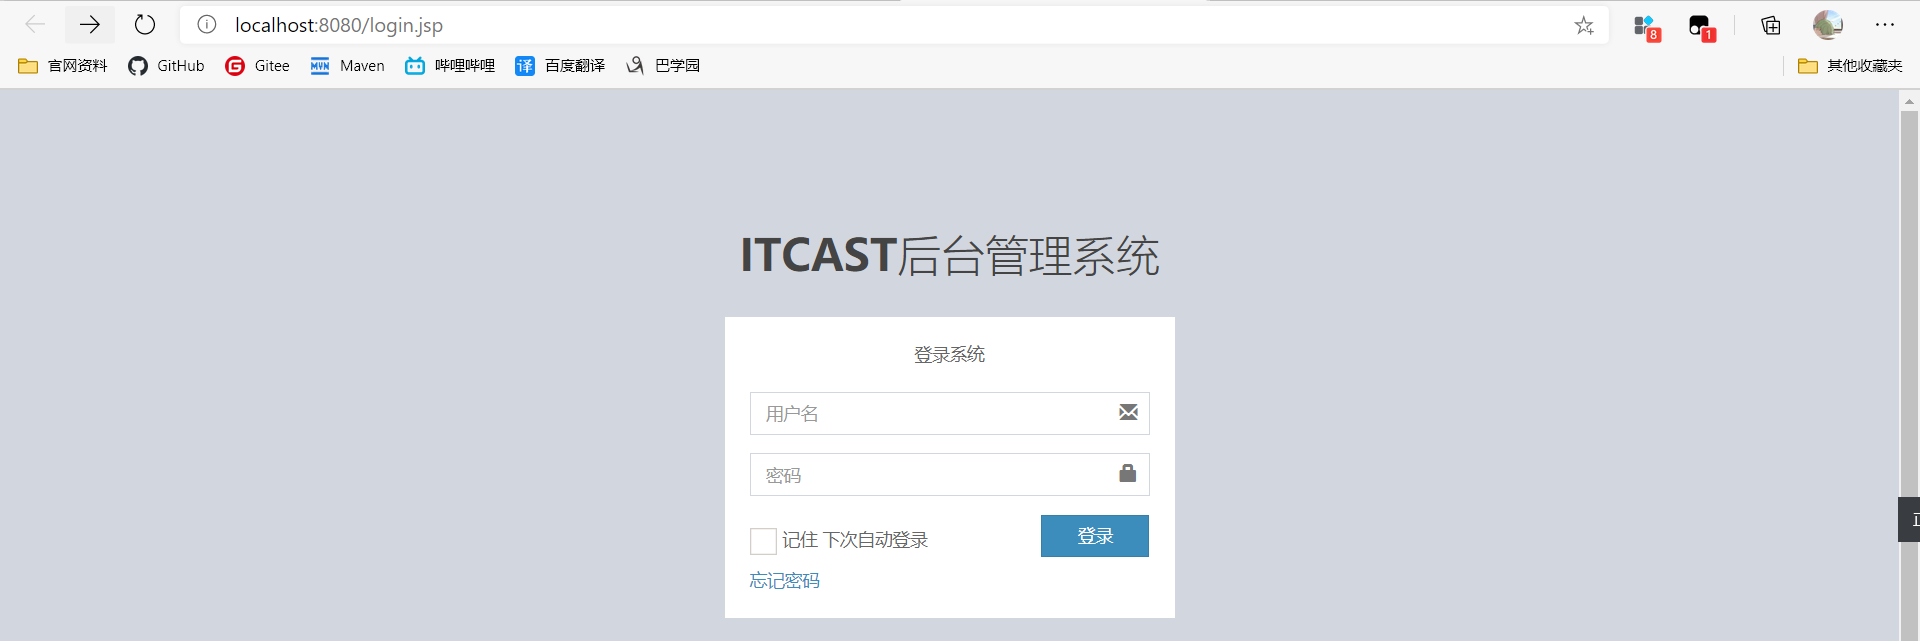 localhost:8080/login.jsp
8
1
官网资料 GitHub Gitee MVN Maven 哔哩哔哩 译 百度翻译 巴学园 其他收藏夹
ITCAST后台管理系统
登录系统
用户名
密码
记住 下次自动登录 登录
忘记密码